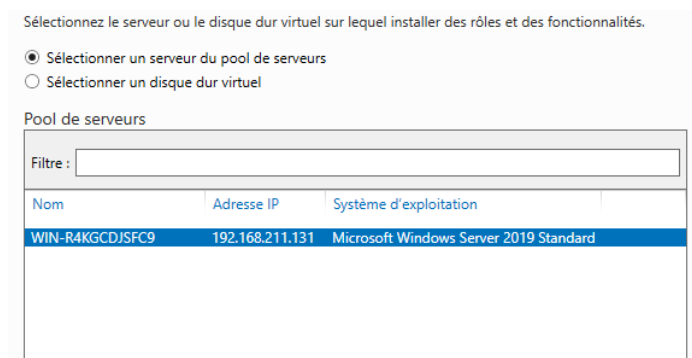 Sélectionnez le serveur ou le disque dur virtuel sur lequel installer des rôles et des fonctionnalités.
Sélectionner un serveur du pool de serveurs
Sélectionner un disque dur virtuel
Pool de serveurs
Filtre :
Nom Adresse IP Système d'exploitation
WIN-R4KGCDJSFC9 192.168.211.131 Microsoft Windows Server 2019 Standard